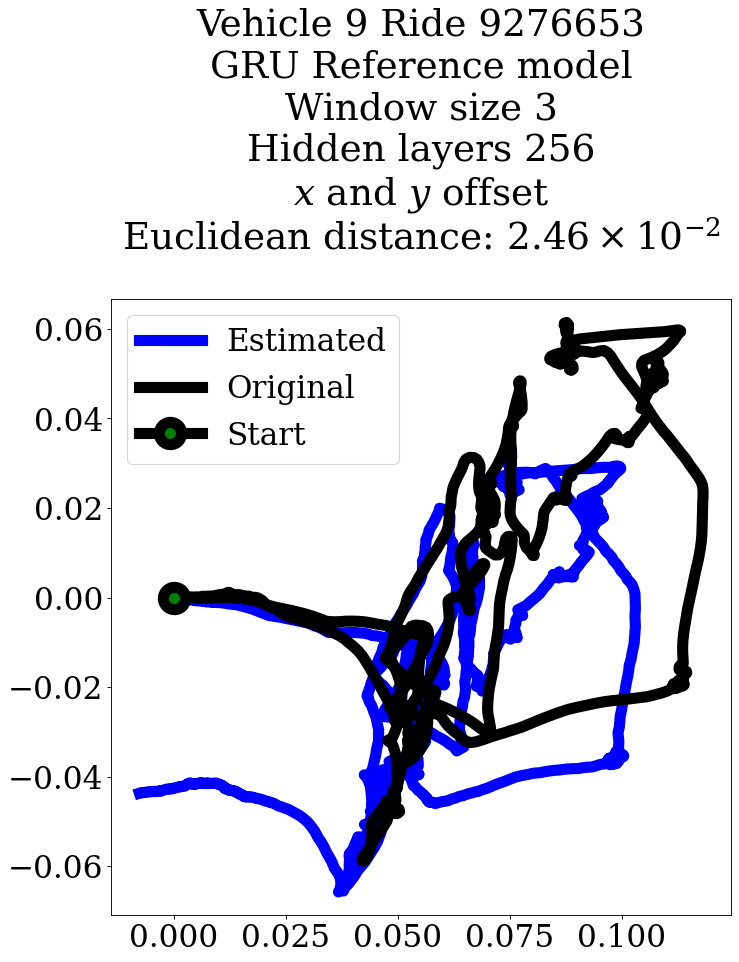 Vehicle 9 Ride 9276653
GRU Reference model
Window size 3
Hidden layers 256
x and y offset
Euclidean distance: 2.46 × 10⁻²
Estimated
Original
Start
0.06
0.04
0.02
0.00
−0.02
−0.04
−0.06
0.000 0.025 0.050 0.075 0.100